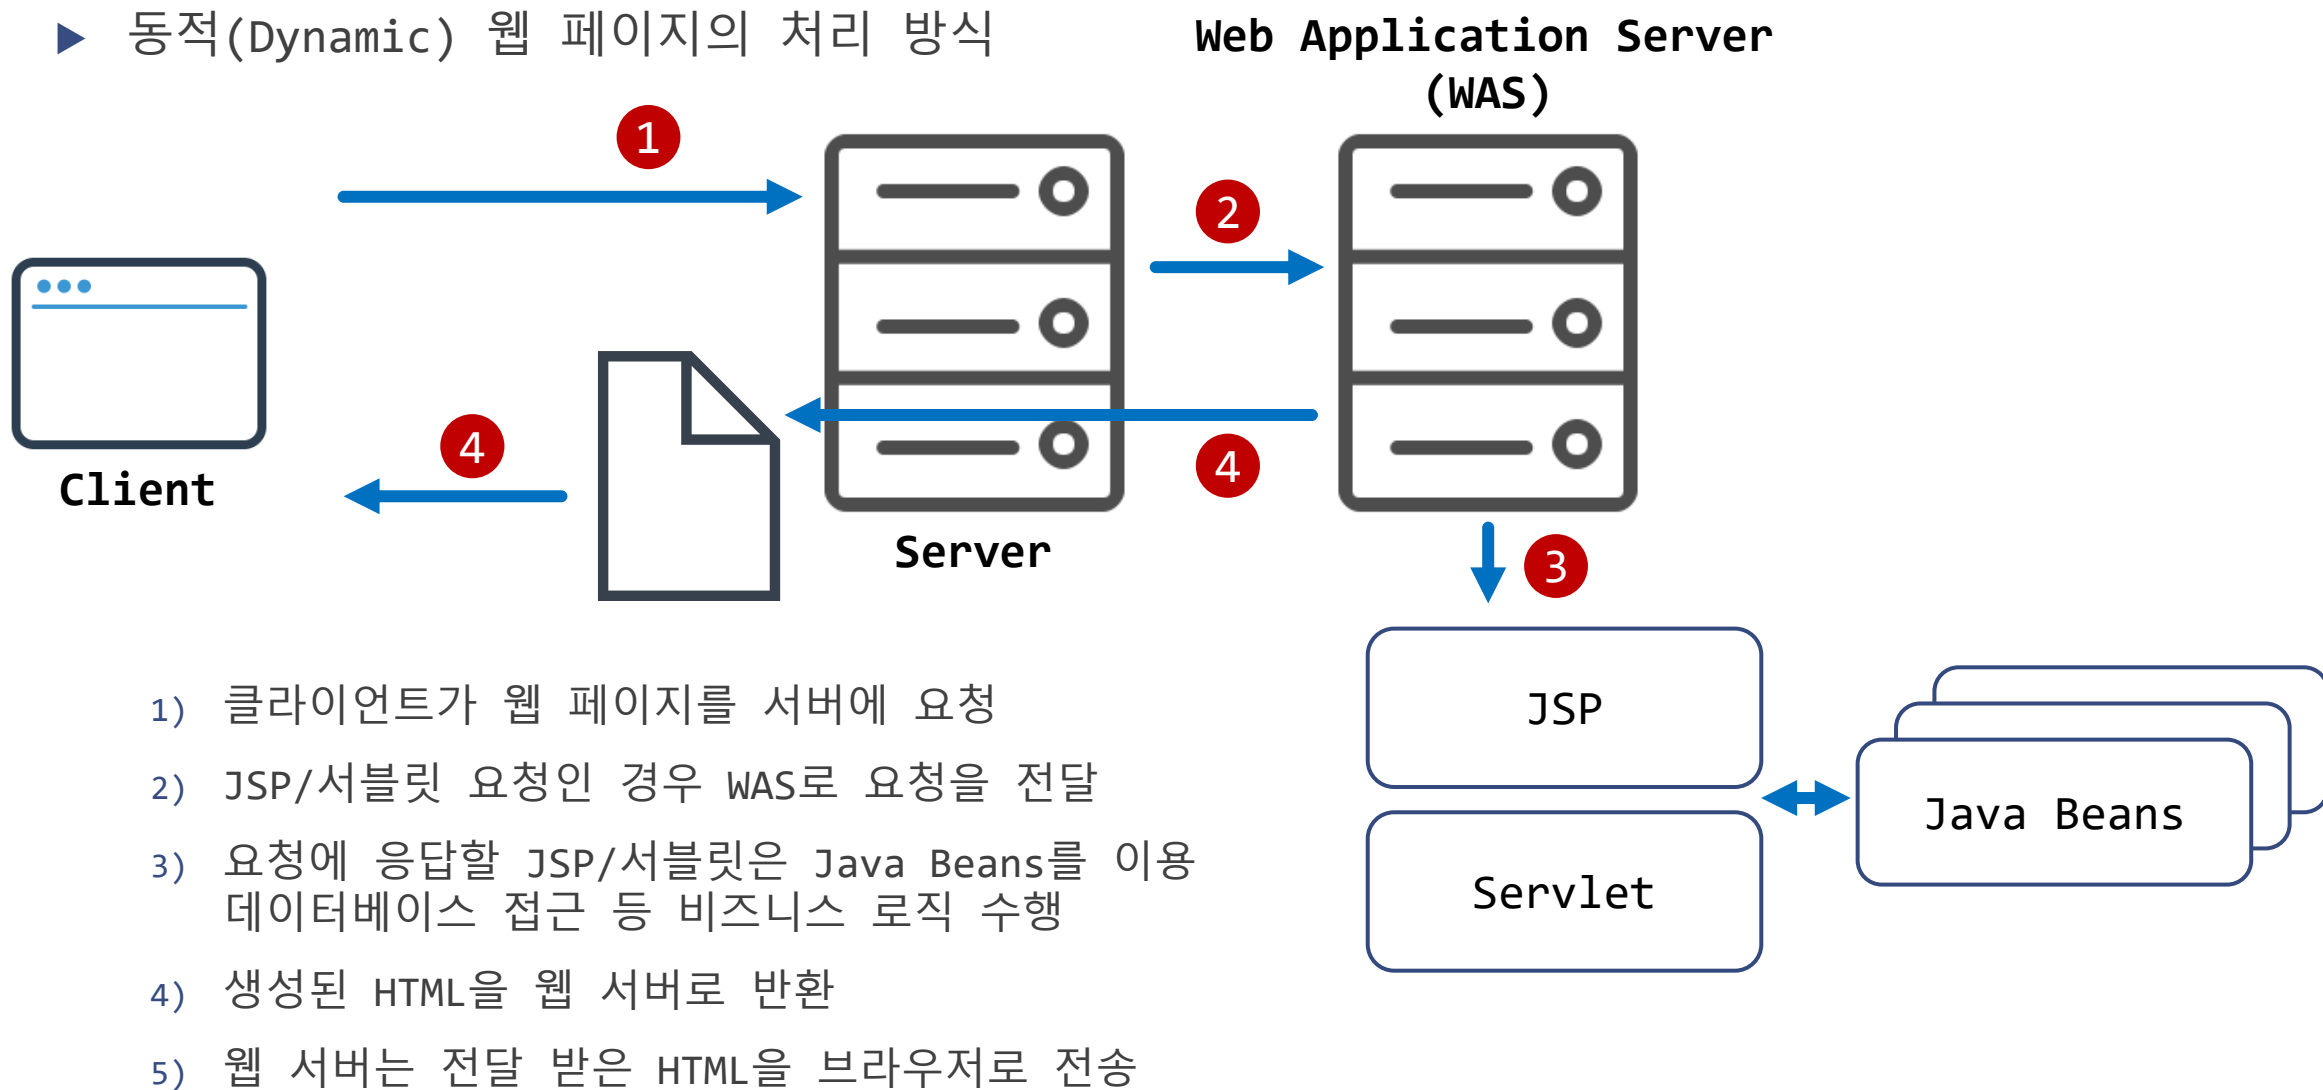 ▶ 동적(Dynamic) 웹 페이지의 처리 방식
Web Application Server
(WAS)
1
2
4
4
Client
Server
3
JSP
Java Beans
Servlet
1) 클라이언트가 웹 페이지를 서버에 요청
2) JSP/서블릿 요청인 경우 WAS로 요청을 전달
3) 요청에 응답할 JSP/서블릿은 Java Beans를 이용
데이터베이스 접근 등 비즈니스 로직 수행
4) 생성된 HTML을 웹 서버로 반환
5) 웹 서버는 전달 받은 HTML을 브라우저로 전송